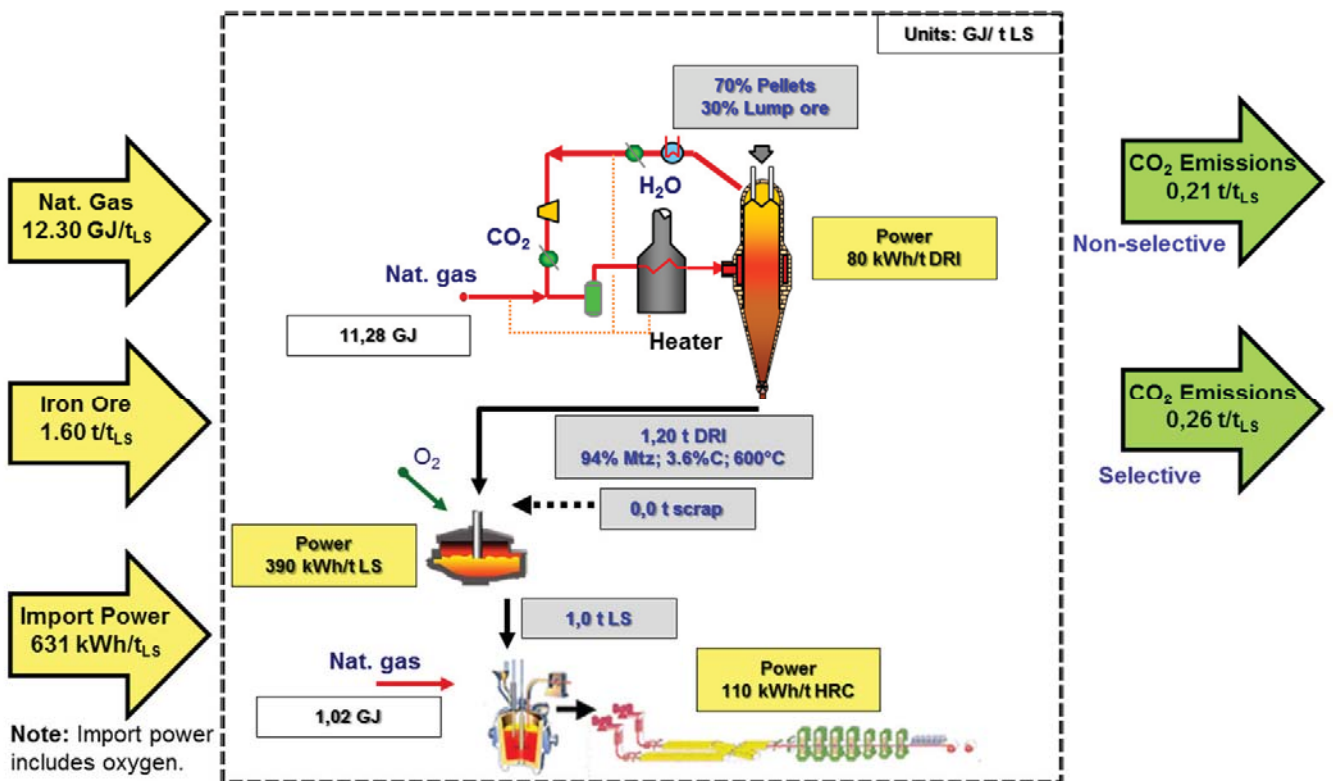 Units: GJ/ t LS
70% Pellets
30% Lump ore
H₂O
CO₂
Nat. gas
11,28 GJ
Heater
Power
80 kWh/t DRI
Nat. Gas
12.30 GJ/tLS
Iron Ore
1.60 t/tLS
Import Power
631 kWh/tLS
Note: Import power
includes oxygen.
1,20 t DRI
94% Mtz; 3.6%C; 600°C
O₂
0,0 t scrap
Power
390 kWh/t LS
1,0 t LS
Nat. gas
1,02 GJ
Power
110 kWh/t HRC
CO₂ Emissions
0,21 t/tLS
Non-selective
CO₂ Emissions
0,26 t/tLS
Selective